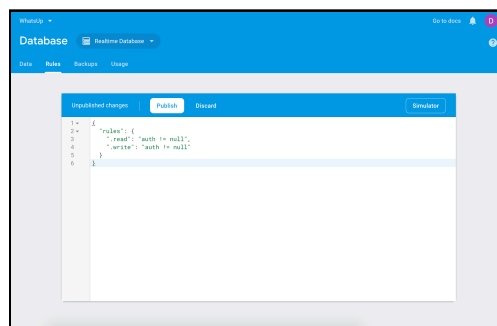 WhatsUp
Go to docs
D
Database
Realtime Database
?
Data Rules Backups Usage
Unpublished changes Publish Discard Simulator
1 {
2 "rules": {
3 ".read": "auth != null",
4 ".write": "auth != null"
5 }
6 }